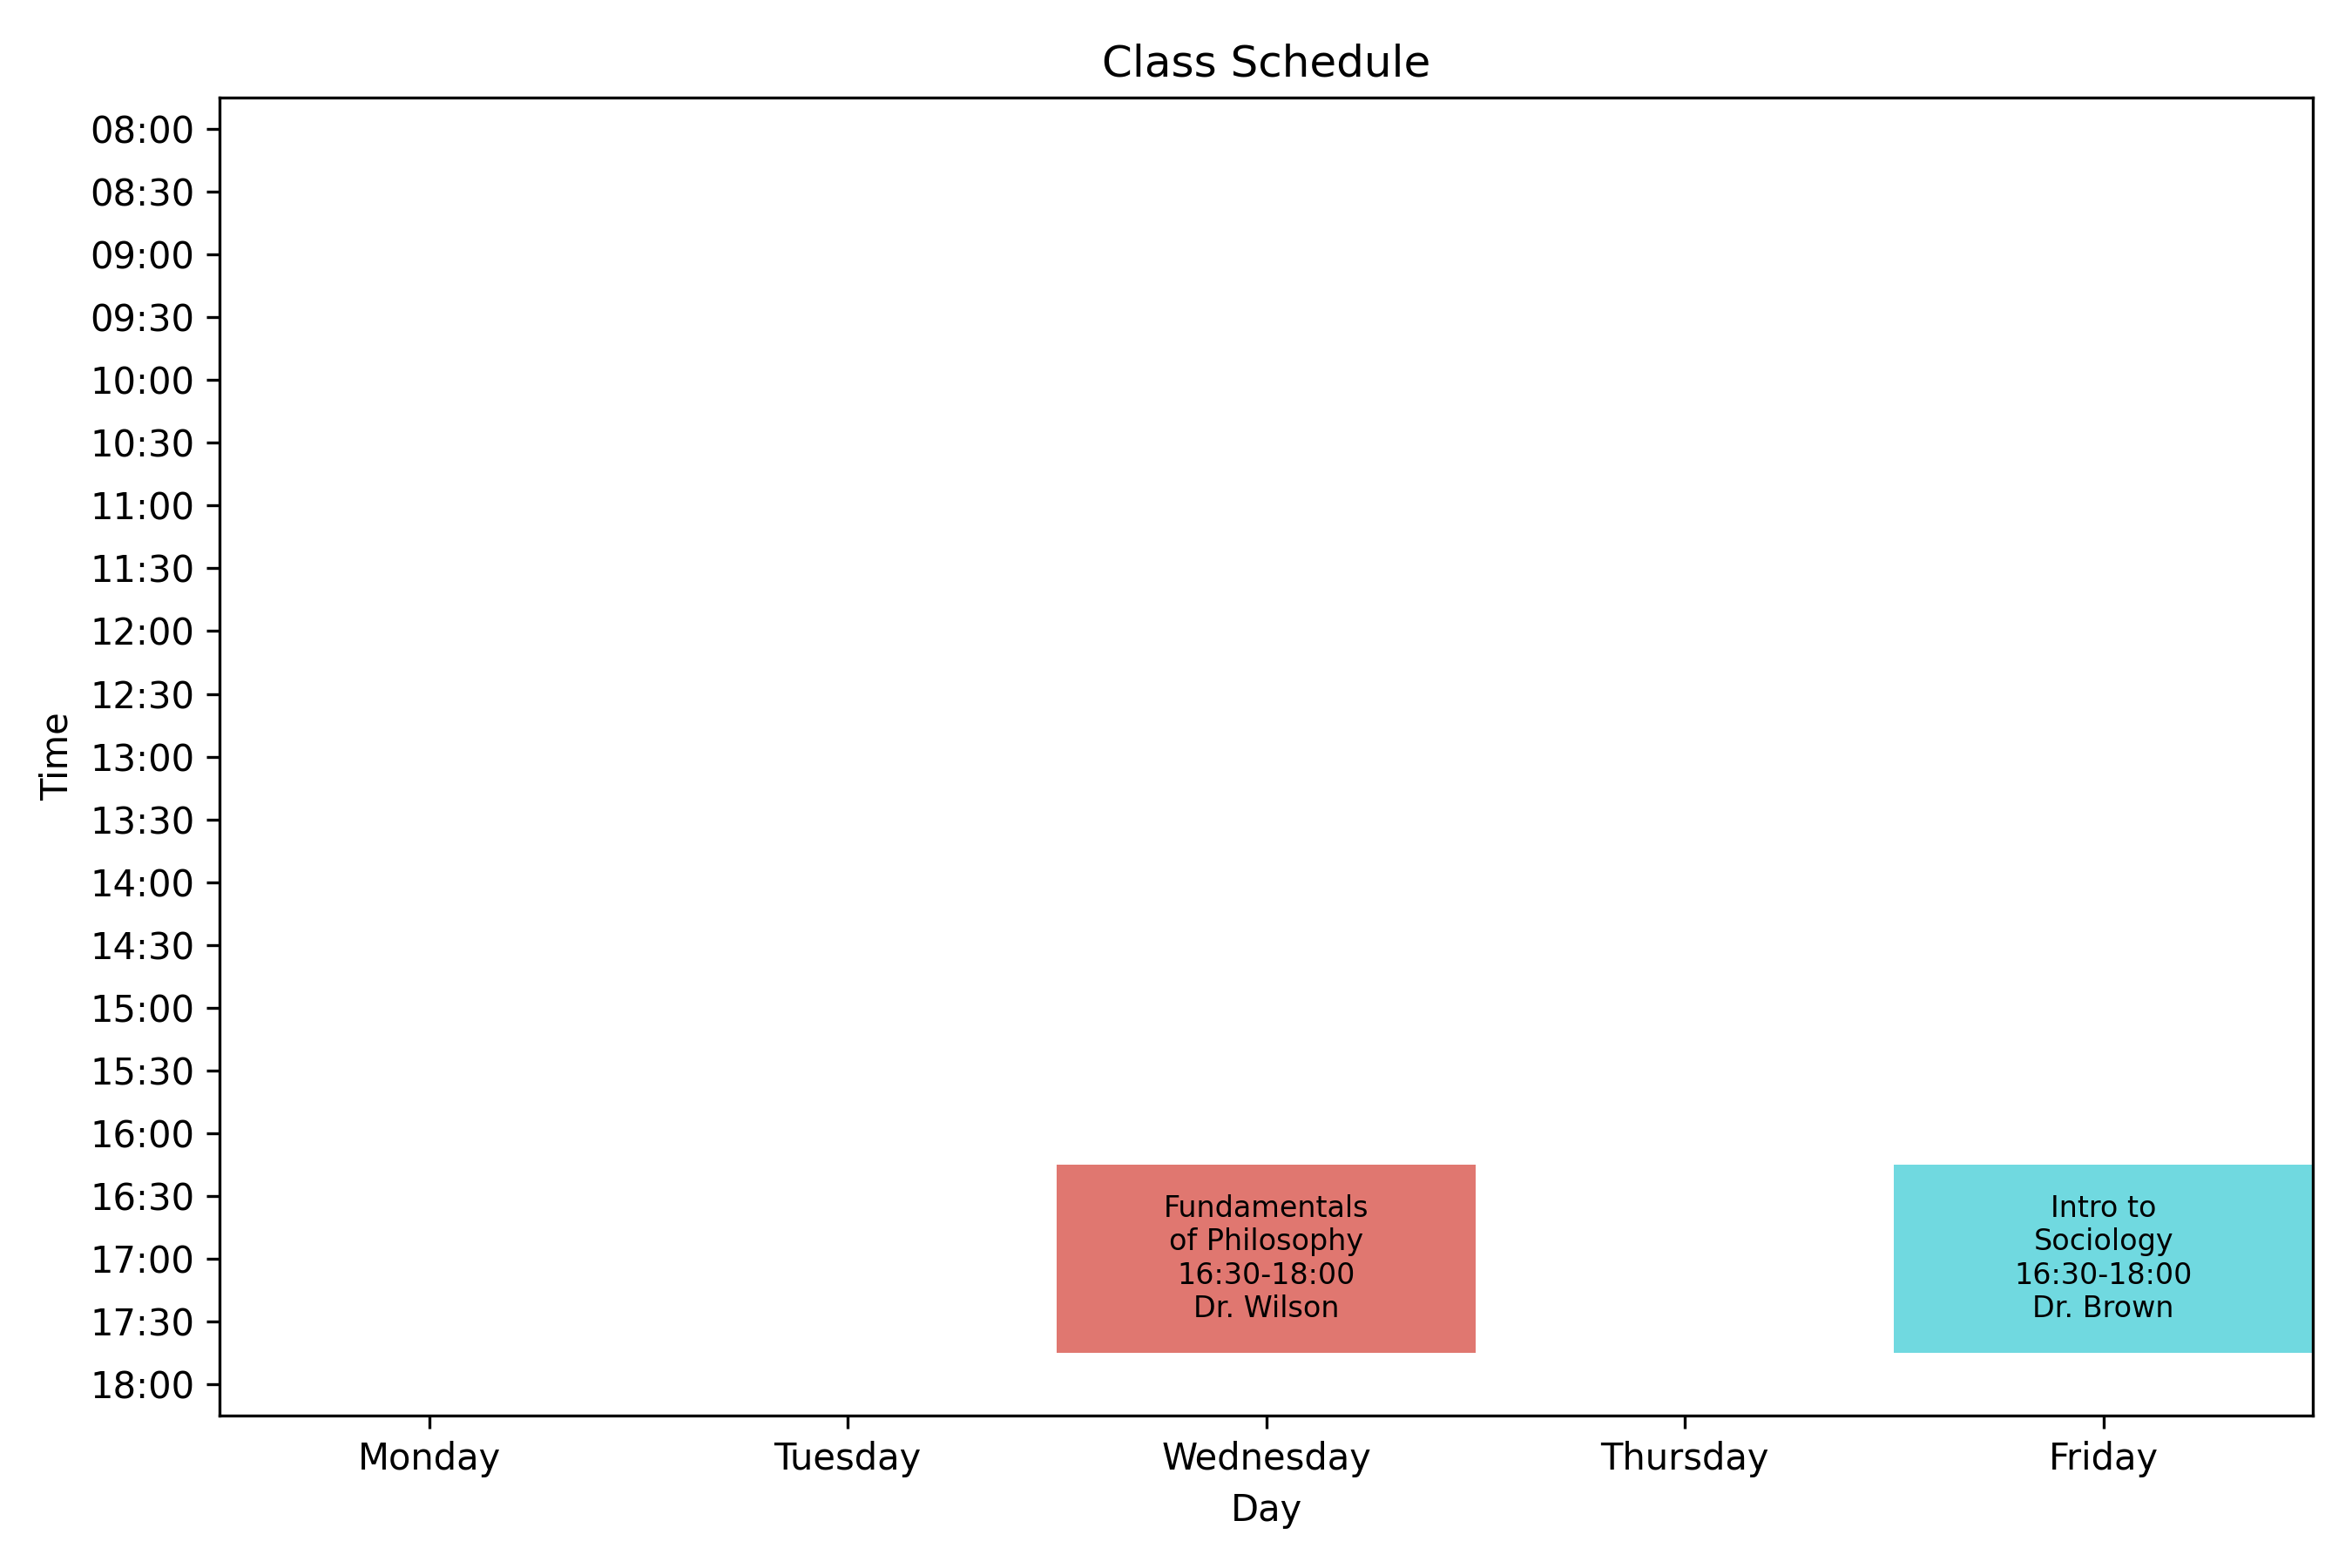 Class Schedule
Time
08:00
08:30
09:00
09:30
10:00
10:30
11:00
11:30
12:00
12:30
13:00
13:30
14:00
14:30
15:00
15:30
16:00
16:30
17:00
17:30
18:00
Fundamentals
of Philosophy
16:30-18:00
Dr. Wilson
Intro to
Sociology
16:30-18:00
Dr. Brown
Monday
Tuesday
Wednesday
Thursday
Friday
Day